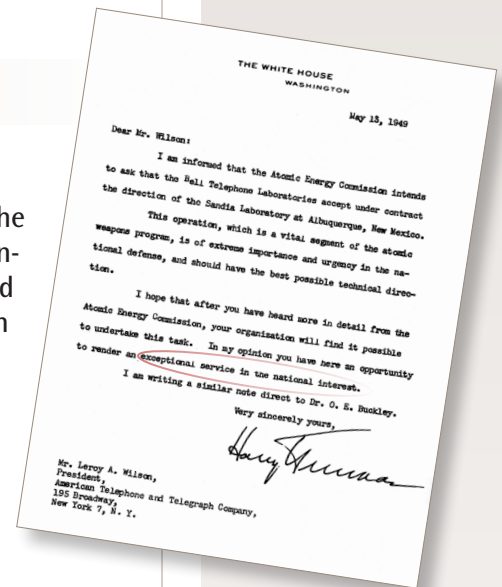 he
n-
d
n
THE WHITE HOUSE
WASHINGTON
May 13, 1949
Dear Mr. Wilson:
I am informed that the Atomic Energy Commission intends
to ask that the Bell Telephone Laboratories accept under contract
the direction of the Sandia Laboratory at Albuquerque, New Mexico.
This operation, which is a vital segment of the atomic
weapons program, is of extreme importance and urgency in the na-
tional defense, and should have the best possible technical direc-
tion.
I hope that after you have heard more in detail from the
Atomic Energy Commission, your organization will find it possible
to undertake this task. In my opinion you have here an opportunity
to render an exceptional service in the national interest.
I am writing a similar note direct to Dr. O. E. Buckley.
Very sincerely yours,
Harry Truman
Mr. Leroy A. Wilson,
President,
American Telephone and Telegraph Company,
195 Broadway,
New York 7, N. Y.